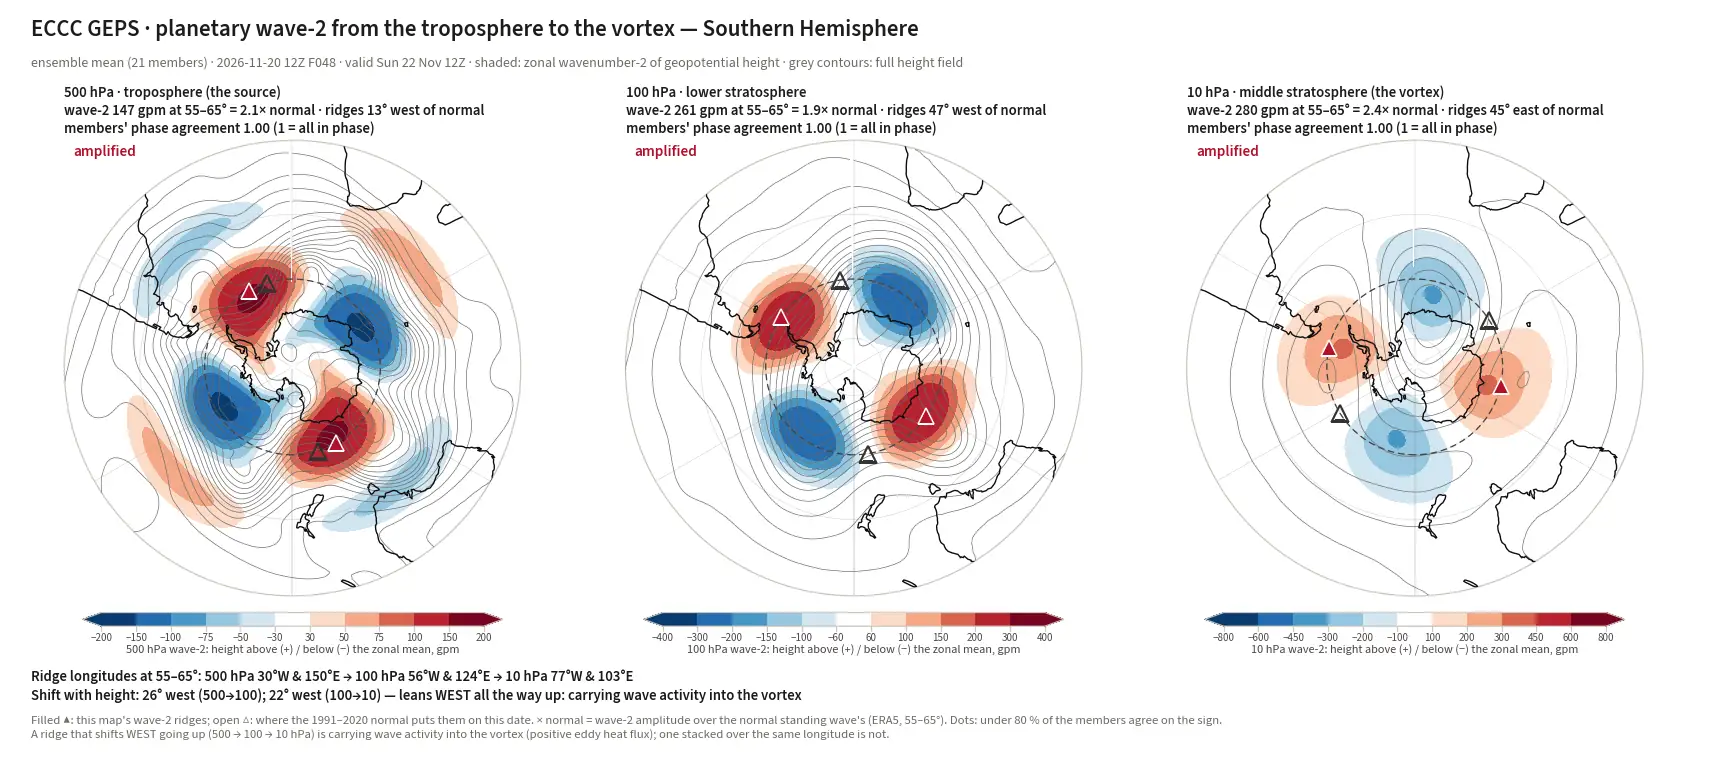 ECCC GEPS · planetary wave-2 from the troposphere to the vortex — Southern Hemisphere
ensemble mean (21 members) · 2026-11-20 12Z F048 · valid Sun 22 Nov 12Z · shaded: zonal wavenumber-2 of geopotential height · grey contours: full height field
500 hPa · troposphere (the source)
wave-2 147 gpm at 55–65° = 2.1× normal · ridges 13° west of normal
members' phase agreement 1.00 (1 = all in phase)
amplified
100 hPa · lower stratosphere
wave-2 261 gpm at 55–65° = 1.9× normal · ridges 47° west of normal
members' phase agreement 1.00 (1 = all in phase)
amplified
10 hPa · middle stratosphere (the vortex)
wave-2 280 gpm at 55–65° = 2.4× normal · ridges 45° east of normal
members' phase agreement 1.00 (1 = all in phase)
amplified
−200 −150 −100 −75 −50 −30 30 50 75 100 150 200
500 hPa wave-2: height above (+) / below (−) the zonal mean, gpm
−400 −300 −200 −150 −100 −60 60 100 150 200 300 400
100 hPa wave-2: height above (+) / below (−) the zonal mean, gpm
−800 −600 −450 −300 −200 −100 100 200 300 450 600 800
10 hPa wave-2: height above (+) / below (−) the zonal mean, gpm
Ridge longitudes at 55–65°: 500 hPa 30°W & 150°E → 100 hPa 56°W & 124°E → 10 hPa 77°W & 103°E
Shift with height: 26° west (500→100); 22° west (100→10) — leans WEST all the way up: carrying wave activity into the vortex
Filled ▲: this map's wave-2 ridges; open △: where the 1991–2020 normal puts them on this date. × normal = wave-2 amplitude over the normal standing wave's (ERA5, 55–65°). Dots: under 80 % of the members agree on the sign.
A ridge that shifts WEST going up (500 → 100 → 10 hPa) is carrying wave activity into the vortex (positive eddy heat flux); one stacked over the same longitude is not.